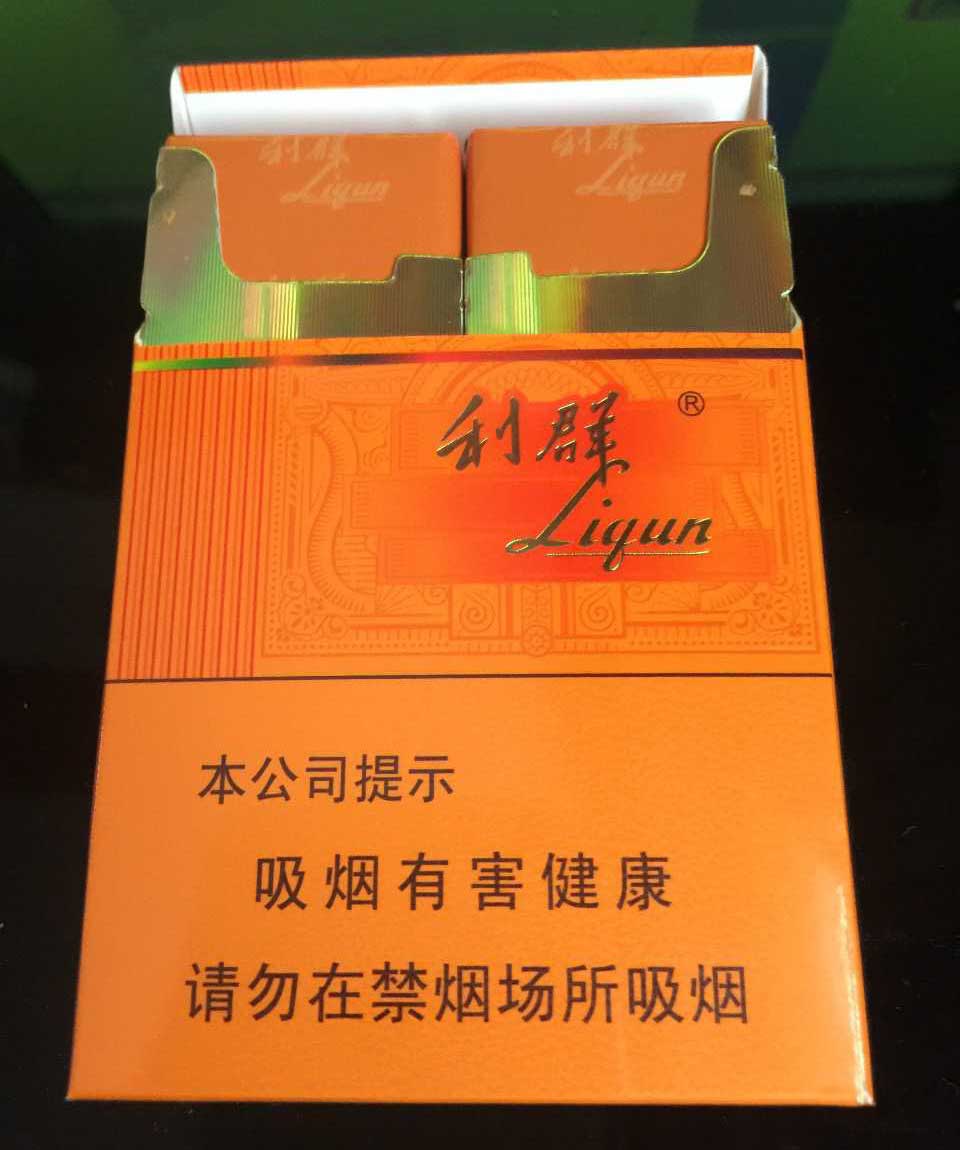 利群 利群
Liqun Liqun
利群 ®
Liqun
本公司提示
吸烟有害健康
请勿在禁烟场所吸烟